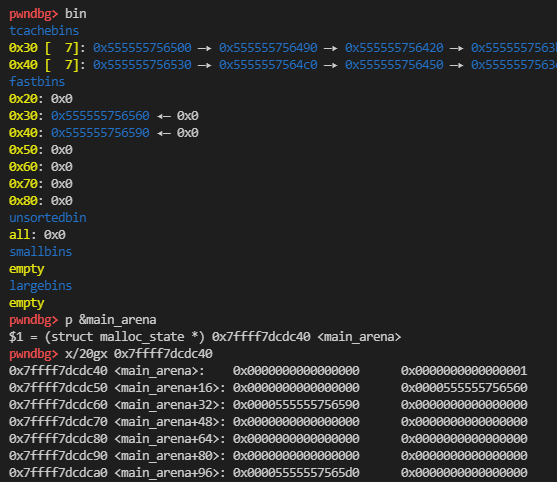 pwndbg> bin
tcachebins
0x30 [  7]: 0x555555756500 —▸ 0x555555756490 —▸ 0x555555756420 —▸
0x40 [  7]: 0x555555756530 —▸ 0x5555557564c0 —▸ 0x555555756450 —▸
fastbins
0x20: 0x0
0x30: 0x555555756560 ◂— 0x0
0x40: 0x555555756590 ◂— 0x0
0x50: 0x0
0x60: 0x0
0x70: 0x0
0x80: 0x0
unsortedbin
all: 0x0
smallbins
empty
largebins
empty
pwndbg> p &main_arena
$1 = (struct malloc_state *) 0x7ffff7dcdc40 <main_arena>
pwndbg> x/20gx 0x7ffff7dcdc40
0x7ffff7dcdc40 <main_arena>:    0x0000000000000000      0x0000000000000001
0x7ffff7dcdc50 <main_arena+16>: 0x0000000000000000      0x0000555555756560
0x7ffff7dcdc60 <main_arena+32>: 0x0000555555756590      0x0000000000000000
0x7ffff7dcdc70 <main_arena+48>: 0x0000000000000000      0x0000000000000000
0x7ffff7dcdc80 <main_arena+64>: 0x0000000000000000      0x0000000000000000
0x7ffff7dcdc90 <main_arena+80>: 0x0000000000000000      0x0000000000000000
0x7ffff7dcdca0 <main_arena+96>: 0x00005555557565d0      0x0000000000000000